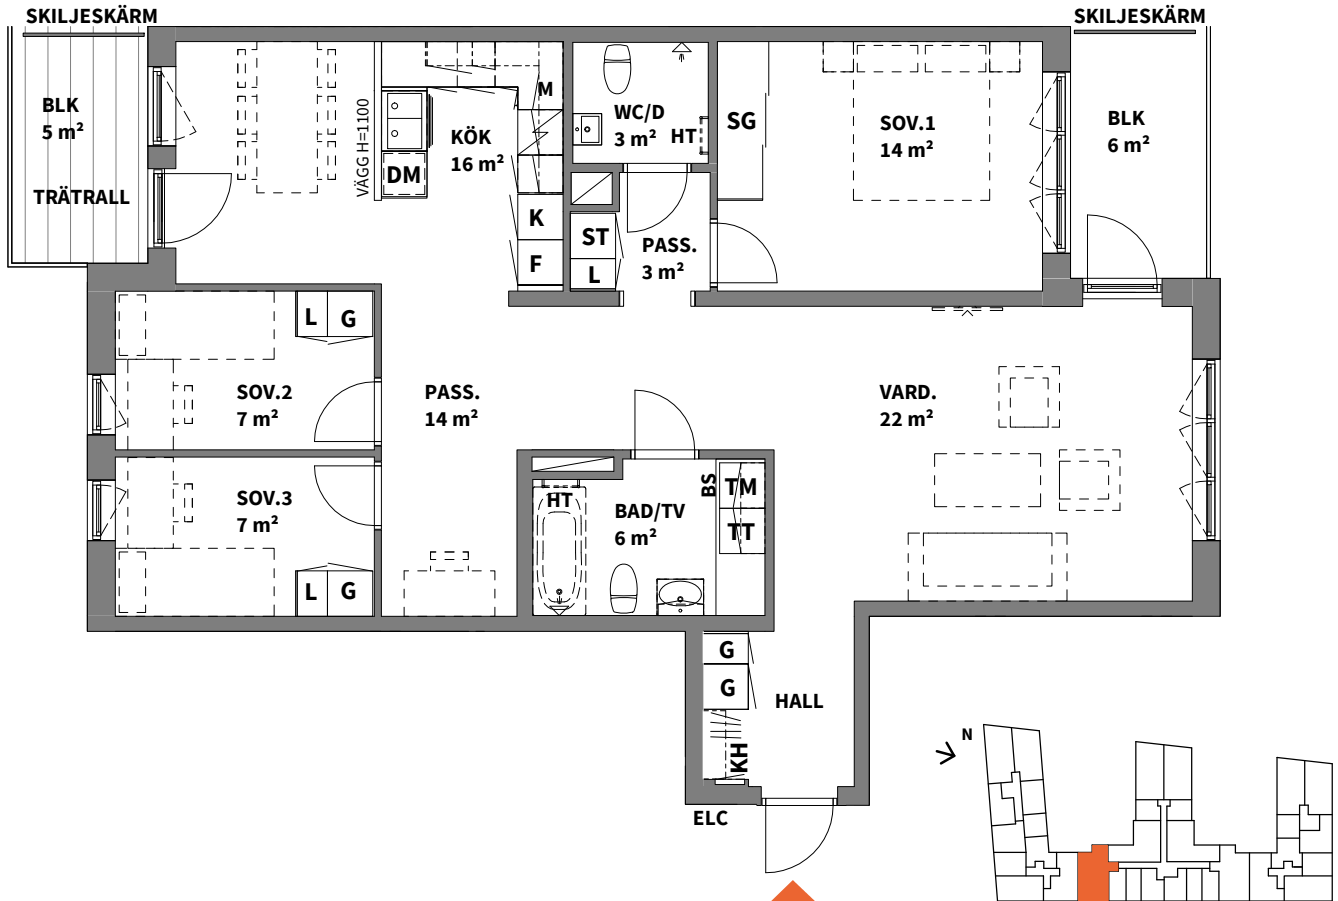 SKILJESKÄRM
SKILJESKÄRM
BLK
5 m²
TRÄTRALL
VÄGG H=1100
KÖK
16 m²
DM
M
K
F
WC/D
3 m²
HT
SG
SOV.1
14 m²
BLK
6 m²
ST
L
PASS.
3 m²
L
G
SOV.2
7 m²
PASS.
14 m²
VARD.
22 m²
SOV.3
7 m²
L
G
HT
BAD/TV
6 m²
BS
TM
TT
G
G
KH
HALL
ELC
N